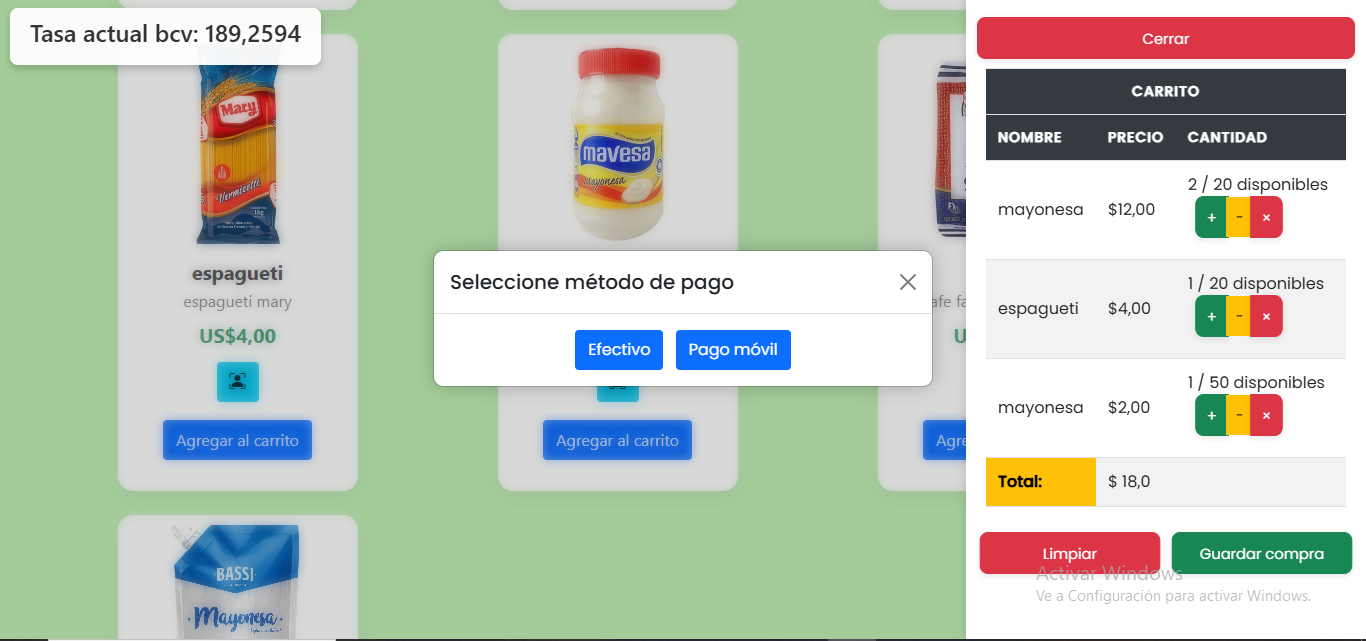 Tasa actual bcv: 189,2594
Mary
Vermicelli
1kg
espagueti
espagueti mary
US$4,00
Agregar al carrito
mavesa
Mayonesa
Agregar al carrito
afe fa
U
Agre
BASSI
Mayonesa
Seleccione método de pago
Efectivo
Pago móvil
Cerrar
CARRITO
NOMBRE PRECIO CANTIDAD
2 / 20 disponibles
mayonesa $12,00
+ - ×
1 / 20 disponibles
espagueti $4,00
+ - ×
1 / 50 disponibles
mayonesa $2,00
+ - ×
Total: $ 18,0
Limpiar Guardar compra
Activar Windows
Ve a Configuración para activar Windows.